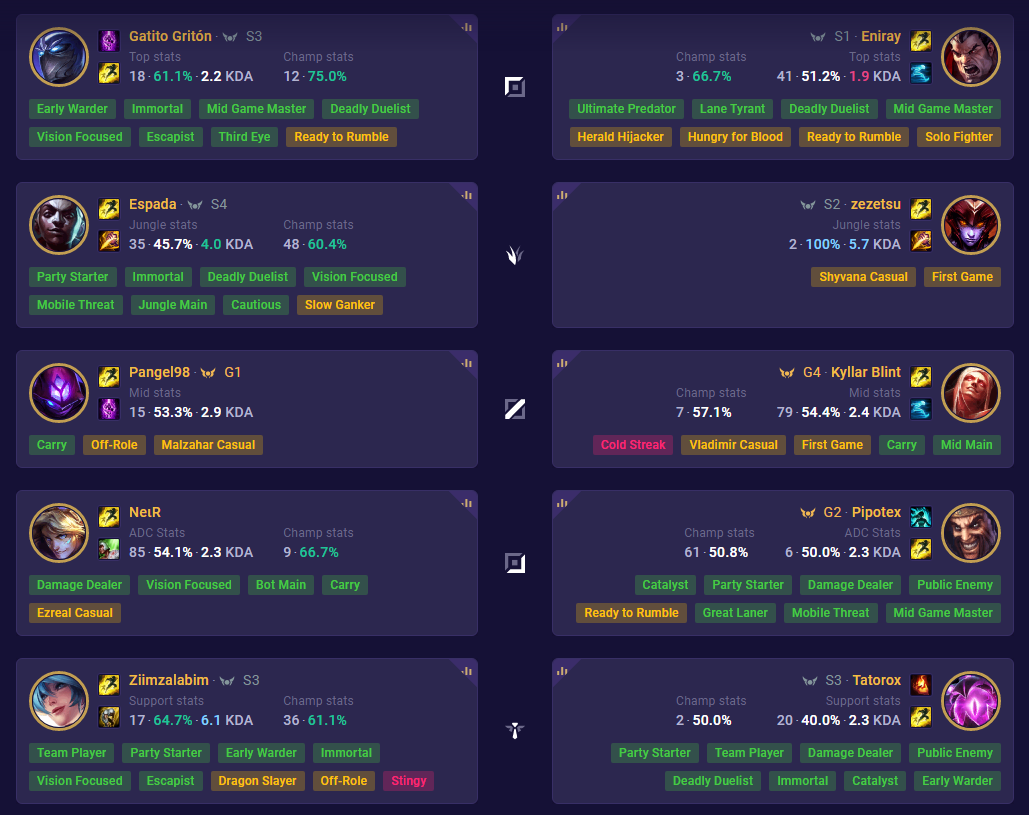 Gatito Gritón · S3
Top stats Champ stats
18 · 61.1% · 2.2 KDA 12 · 75.0%
Early Warder Immortal Mid Game Master Deadly Duelist
Vision Focused Escapist Third Eye Ready to Rumble
S1 · Eniray
Champ stats Top stats
3 · 66.7% 41 · 51.2% · 1.9 KDA
Ultimate Predator Lane Tyrant Deadly Duelist Mid Game Master
Herald Hijacker Hungry for Blood Ready to Rumble Solo Fighter
Espada · S4
Jungle stats Champ stats
35 · 45.7% · 4.0 KDA 48 · 60.4%
Party Starter Immortal Deadly Duelist Vision Focused
Mobile Threat Jungle Main Cautious Slow Ganker
S2 · zezetsu
Jungle stats
2 · 100% · 5.7 KDA
Shyvana Casual First Game
Pangel98 · G1
Mid stats
15 · 53.3% · 2.9 KDA
Carry Off-Role Malzahar Casual
G4 · Kyllar Blint
Champ stats Mid stats
7 · 57.1% 79 · 54.4% · 2.4 KDA
Cold Streak Vladimir Casual First Game Carry Mid Main
NeιR
ADC Stats Champ stats
85 · 54.1% · 2.3 KDA 9 · 66.7%
Damage Dealer Vision Focused Bot Main Carry
Ezreal Casual
G2 · Pipotex
Champ stats ADC Stats
61 · 50.8% 6 · 50.0% · 2.3 KDA
Catalyst Party Starter Damage Dealer Public Enemy
Ready to Rumble Great Laner Mobile Threat Mid Game Master
Ziimzalabim · S3
Support stats Champ stats
17 · 64.7% · 6.1 KDA 36 · 61.1%
Team Player Party Starter Early Warder Immortal
Vision Focused Escapist Dragon Slayer Off-Role Stingy
S3 · Tatorox
Champ stats Support stats
2 · 50.0% 20 · 40.0% · 2.3 KDA
Party Starter Team Player Damage Dealer Public Enemy
Deadly Duelist Immortal Catalyst Early Warder